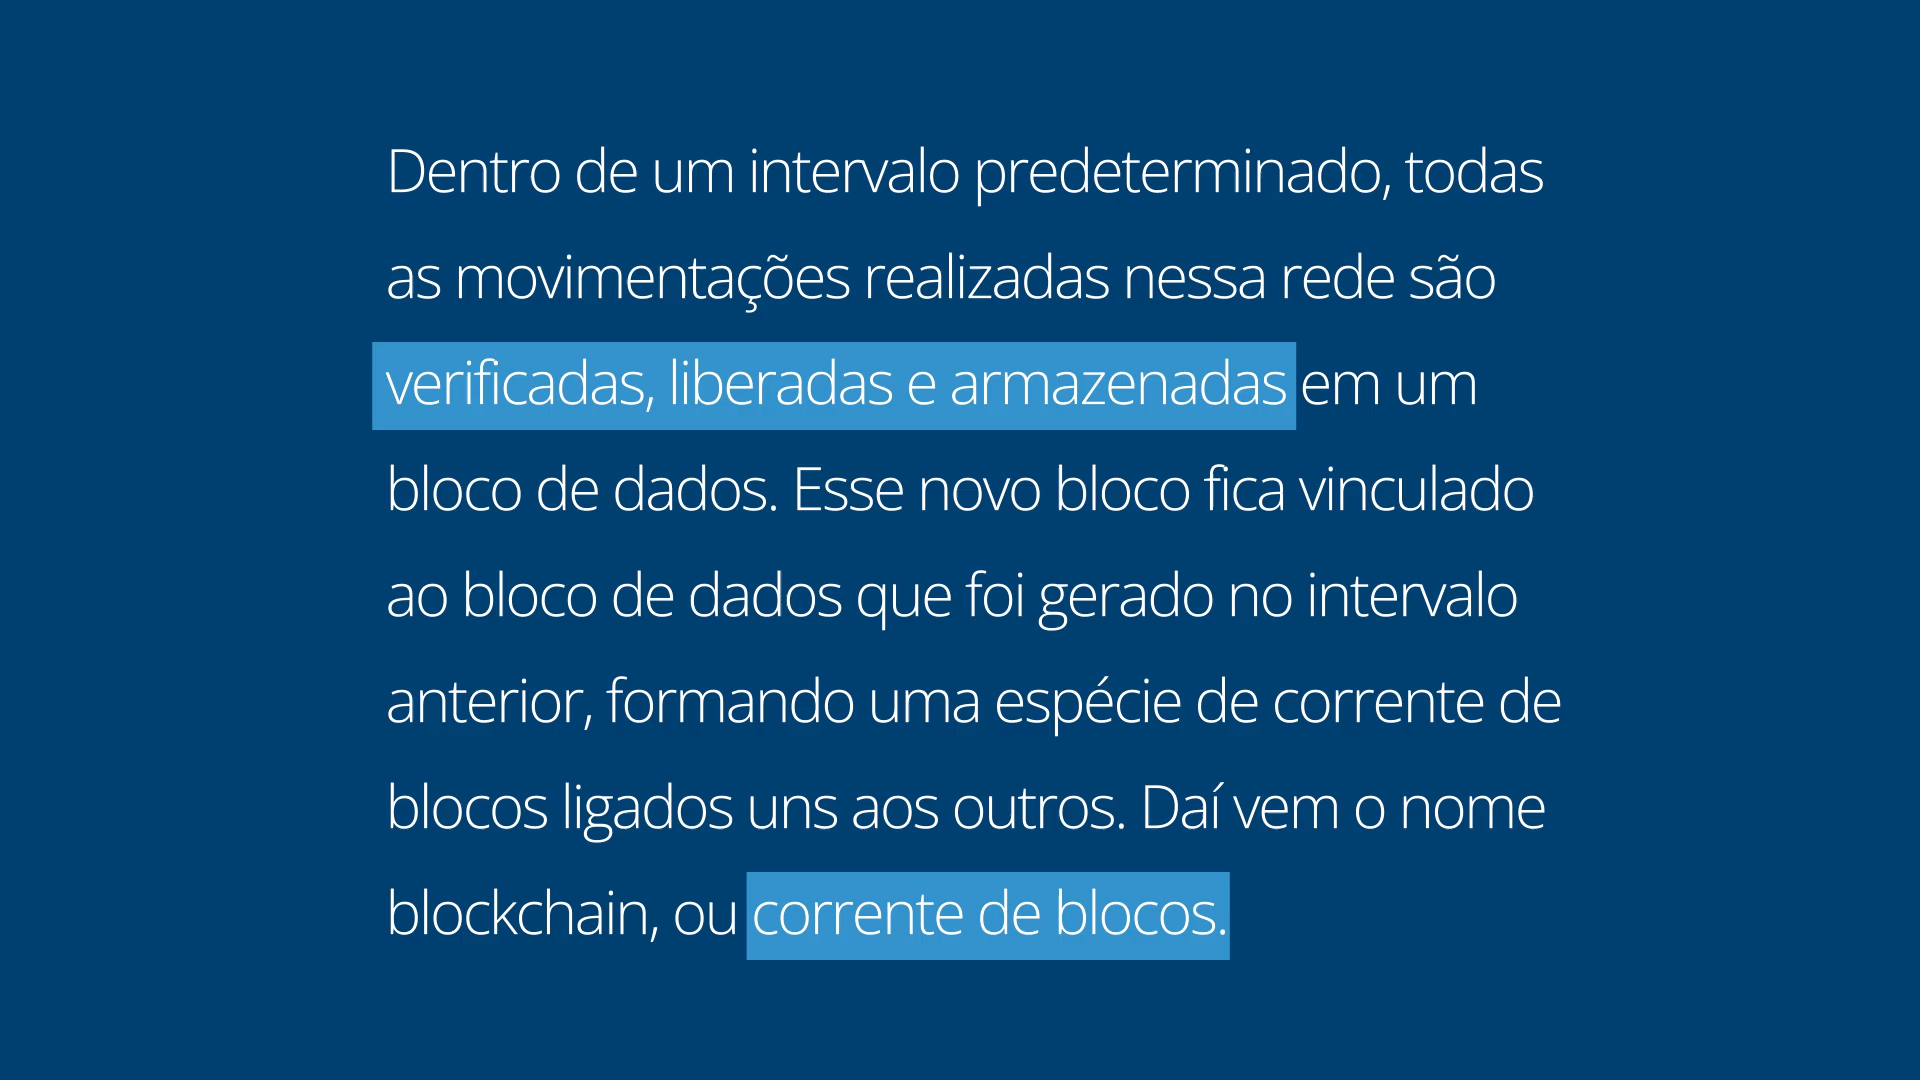 Dentro de um intervalo predeterminado, todas
as movimentações realizadas nessa rede são
verificadas, liberadas e armazenadas em um
bloco de dados. Esse novo bloco fica vinculado
ao bloco de dados que foi gerado no intervalo
anterior, formando uma espécie de corrente de
blocos ligados uns aos outros. Daí vem o nome
blockchain, ou corrente de blocos.